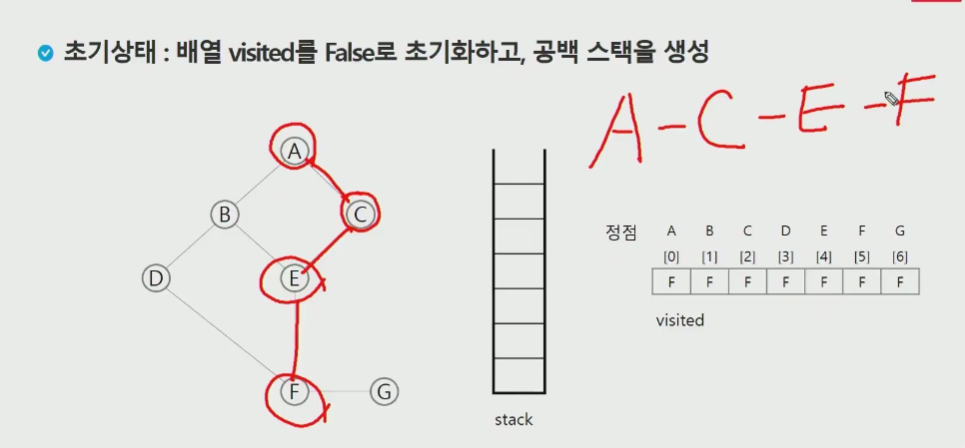 초기상태 : 배열 visited를 False로 초기화하고, 공백 스택을 생성
A-C-E-F
A
B
C
D
E
F
G
stack
정점 A B C D E F G
[0] [1] [2] [3] [4] [5] [6]
F F F F F F F
visited